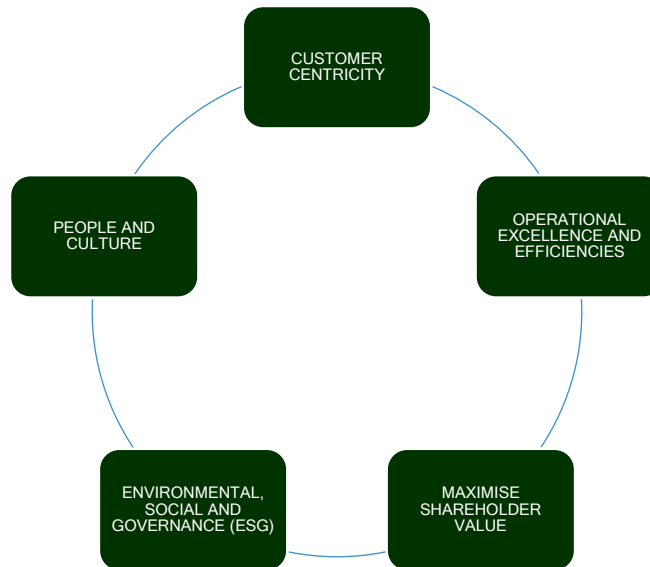 CUSTOMER
CENTRICITY
OPERATIONAL
EXCELLENCE AND
EFFICIENCIES
MAXIMISE
SHAREHOLDER
VALUE
ENVIRONMENTAL,
SOCIAL AND
GOVERNANCE (ESG)
PEOPLE AND
CULTURE